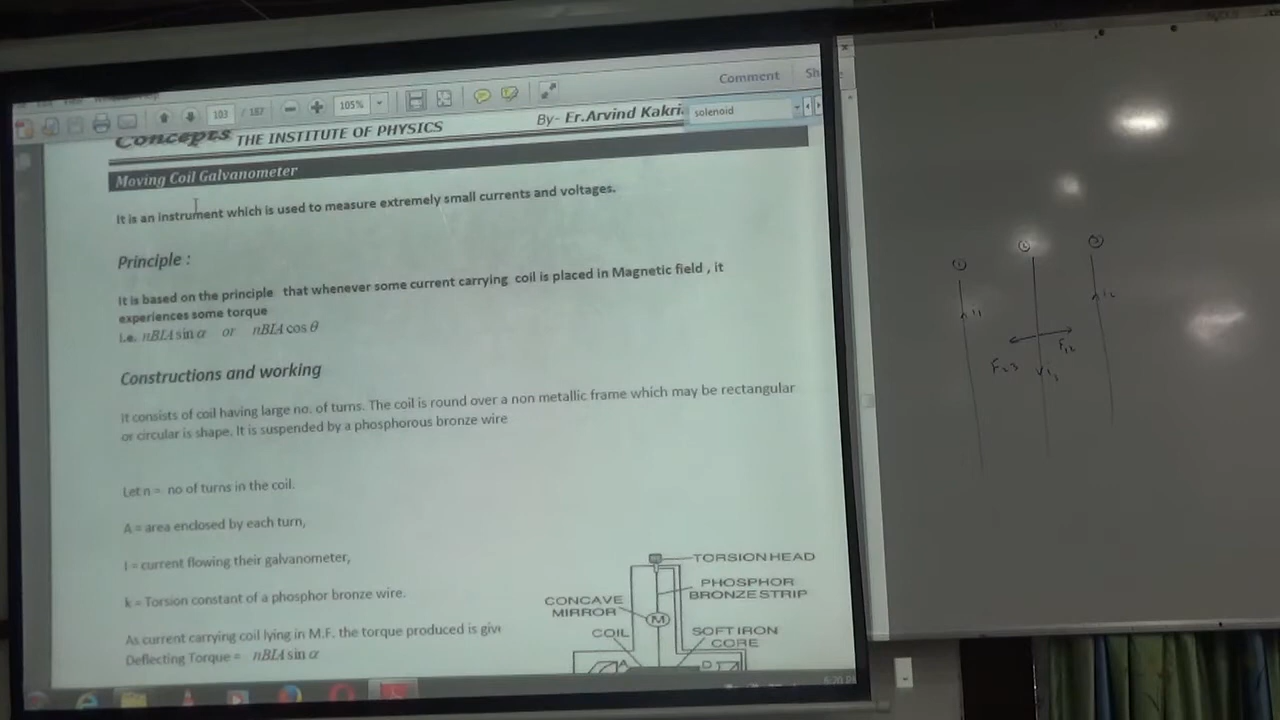 Comment
103 / 187
105%
solenoid
Concepts THE INSTITUTE OF PHYSICS
By- Er.Arvind
Moving Coil Galvanometer
It is an instrument which is used to measure extremely small currents and voltages.
Principle :
It is based on the principle that whenever some current carrying coil is placed in Magnetic field , it
experiences some torque
i.e. nBIA sin α or nBIA cos θ
Constructions and working
It consists of coil having large no. of turns. The coil is round over a non metallic frame which may be rectangular
or circular is shape. It is suspended by a phosphorous bronze wire
Let n = no of turns in the coil.
A = area enclosed by each turn,
I = current flowing their galvanometer,
k = Torsion constant of a phosphor bronze wire.
As current carrying coil lying in M.F. the torque produced is
Deflecting Torque = nBIA sin α
TORSION HEAD
PHOSPHOR
BRONZE STRIP
CONCAVE
MIRROR
M
COIL
SOFT IRON
CORE
A
D
F12